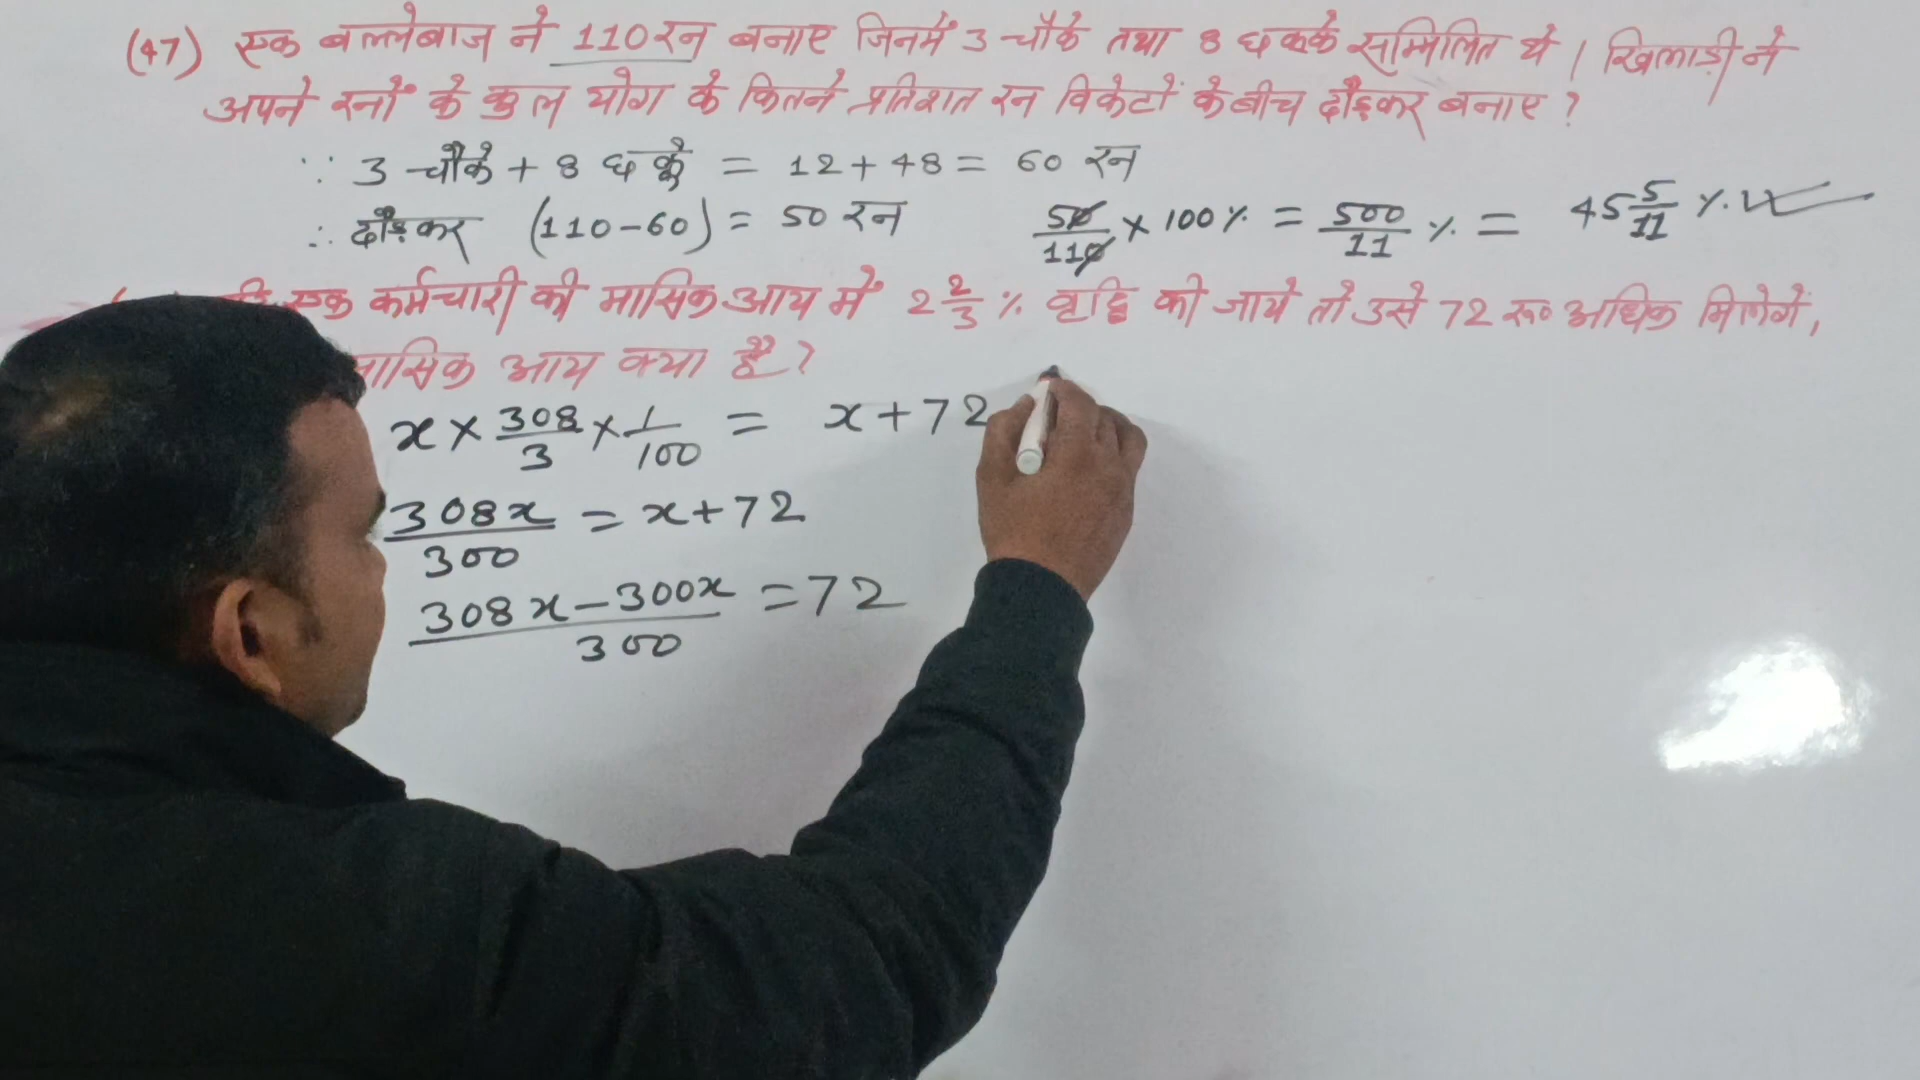 (47) एक बल्लेबाज ने 110 रन बनाए जिनमें 3 चौके तथा 8 छक्के सम्मिलित थे । खिलाड़ी ने
अपने रनों के कुल योग के कितने प्रतिशत रन विकेटों के बीच दौड़कर बनाए ?
∵ 3 चौके + 8 छक्के = 12 + 48 = 60 रन
∴ दौड़कर (110-60) = 50 रन 50/110 × 100% = 500/11 % = 45 5/11 %.
एक कर्मचारी की मासिक आय में 2 2/3 % वृद्धि की जाये तो उसे 72 रू० अधिक मिलेगें,
मासिक आय क्या है ?
x × 308/3 × 1/100 = x + 72
308x/300 = x + 72
308x - 300x/300 = 72